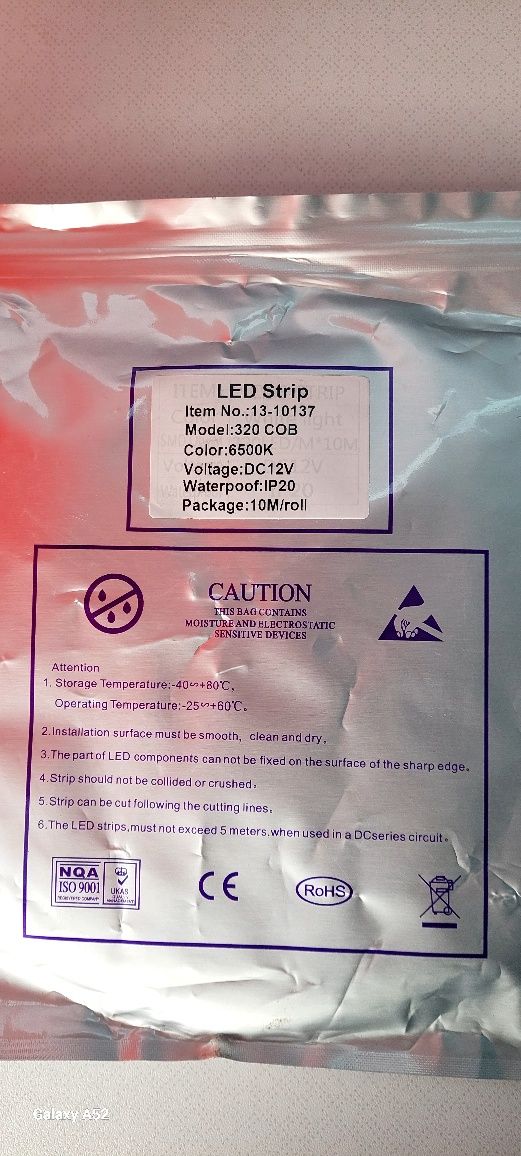 LED Strip
Item No.:13-10137
Model:320 COB
Color:6500K
Voltage:DC12V
Waterpoof:IP20
Package:10M/roll
CAUTION
THIS BAG CONTAINS
MOISTURE AND ELECTROSTATIC
SENSITIVE DEVICES
Attention
1. Storage Temperature:-40∽+80℃。
Operating Temperature:-25∽+60℃。
2.Installation surface must be smooth, clean and dry。
3.The part of LED components can not be fixed on the surface of the sharp edge。
4.Strip should not be collided or crushed。
5.Strip can be cut following the cutting lines。
6.The LED strips,must not exceed 5 meters,when used in a DCseries circuit。
NQA
ISO 9001
REGISTERED COMPANY
UKAS
CE
RoHS
Galaxy A52